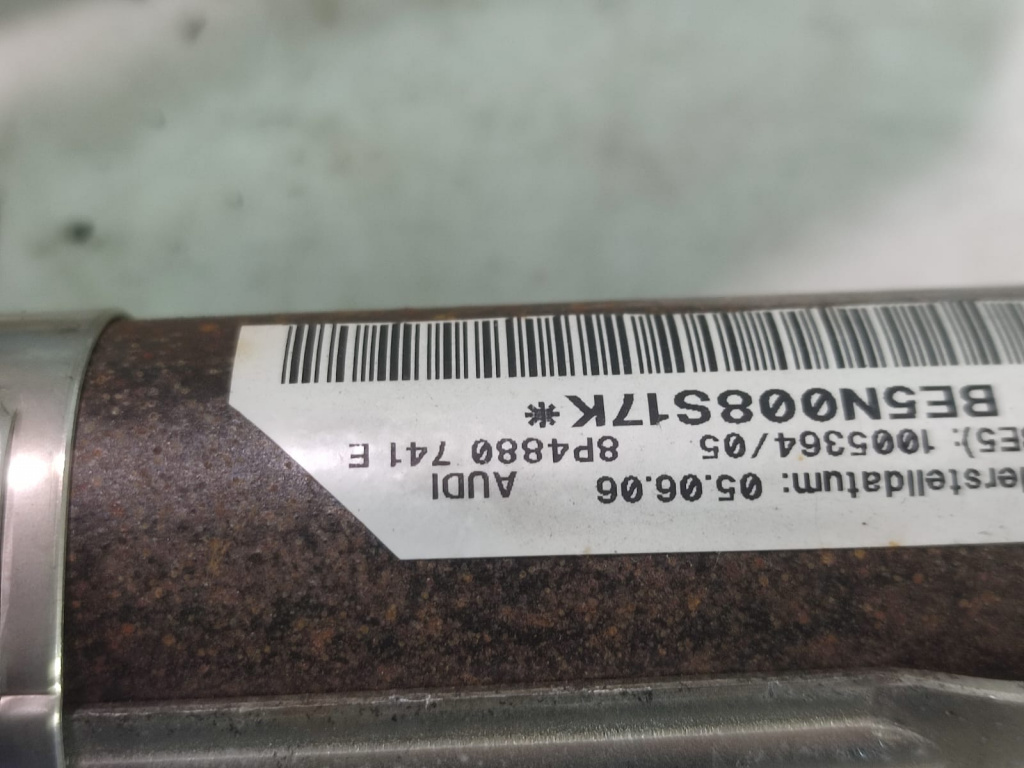 erstelldatum: 05.06.06 AUDI
E5): 1005364/05 8P4880 741 E
BE5N008S17K*